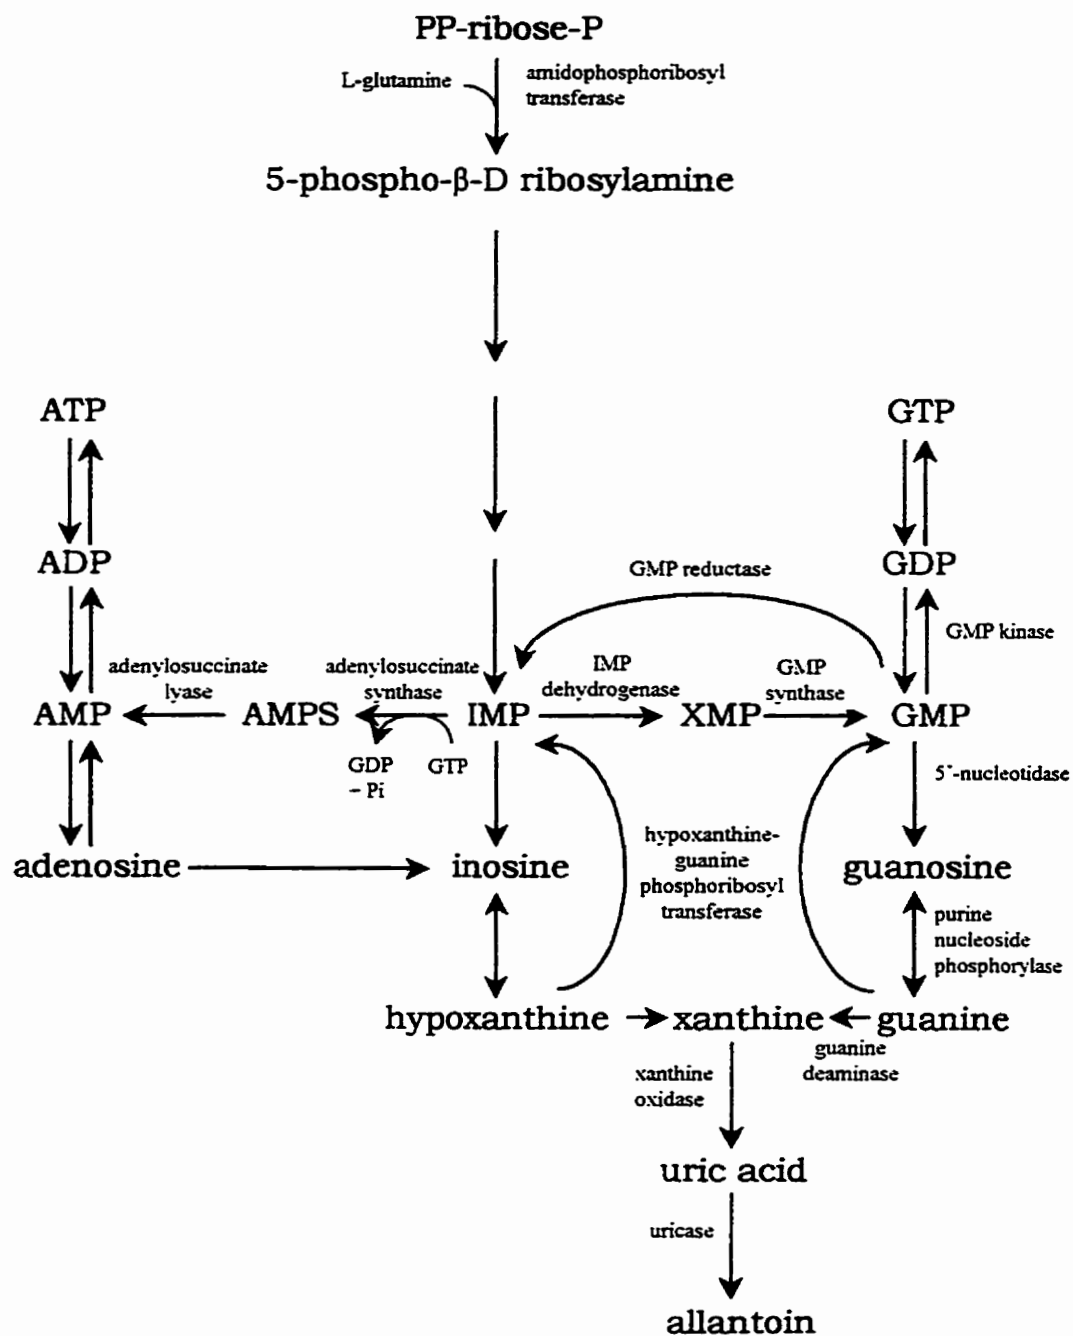 PP-ribose-P
L-glutamine
amidophosphoribosyl
transferase
5-phospho-β-D ribosylamine
ATP
GTP
ADP
GDP
GMP reductase
GMP kinase
adenylosuccinate
lyase
adenylosuccinate
synthase
IMP
dehydrogenase
GMP
synthase
AMP
AMPS
IMP
XMP
GMP
GDP
– Pi
GTP
5`-nucleotidase
hypoxanthine-
guanine
phosphoribosyl
transferase
adenosine
inosine
guanosine
purine
nucleoside
phosphorylase
hypoxanthine
xanthine
guanine
guanine
deaminase
xanthine
oxidase
uric acid
uricase
allantoin